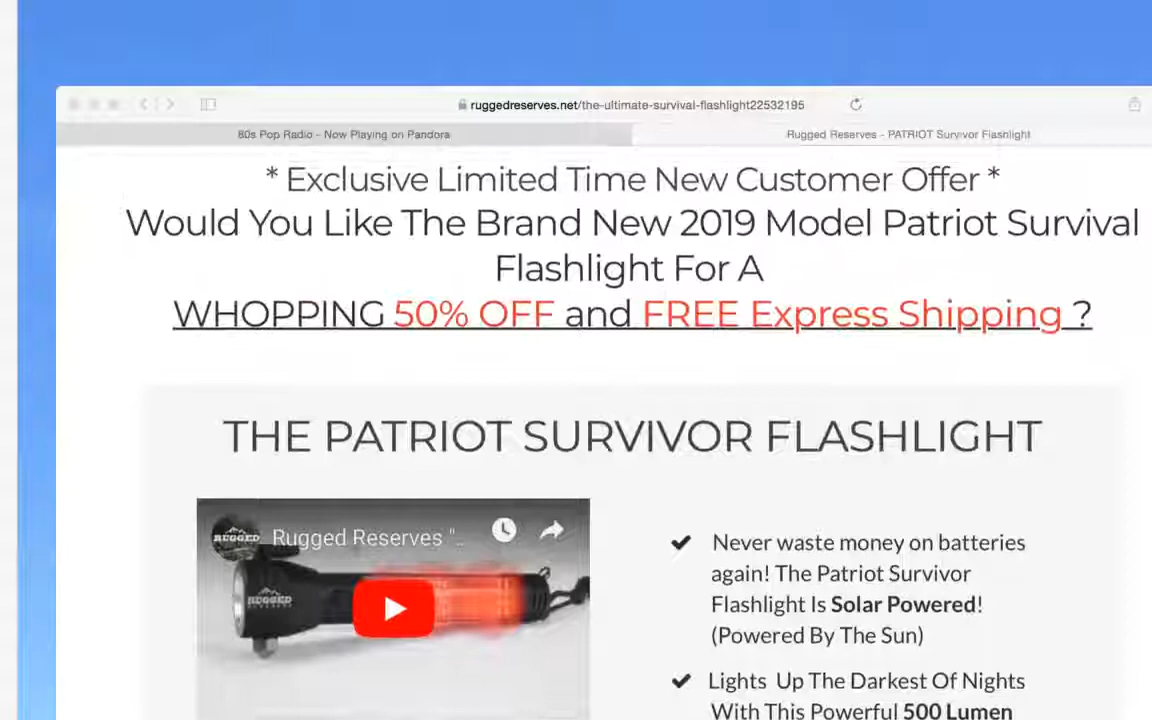 ruggedreserves.net/the-ultimate-survival-flashlight22532195
80s Pop Radio - Now Playing on Pandora
Rugged Reserves - PATRIOT Survivor Flashlight
* Exclusive Limited Time New Customer Offer *
Would You Like The Brand New 2019 Model Patriot Survival
Flashlight For A
WHOPPING 50% OFF and FREE Express Shipping ?
THE PATRIOT SURVIVOR FLASHLIGHT
RUGGED
Rugged Reserves "..
RUGGED
Never waste money on batteries
again! The Patriot Survivor
Flashlight Is Solar Powered!
(Powered By The Sun)
Lights Up The Darkest Of Nights
With This Powerful 500 Lumen